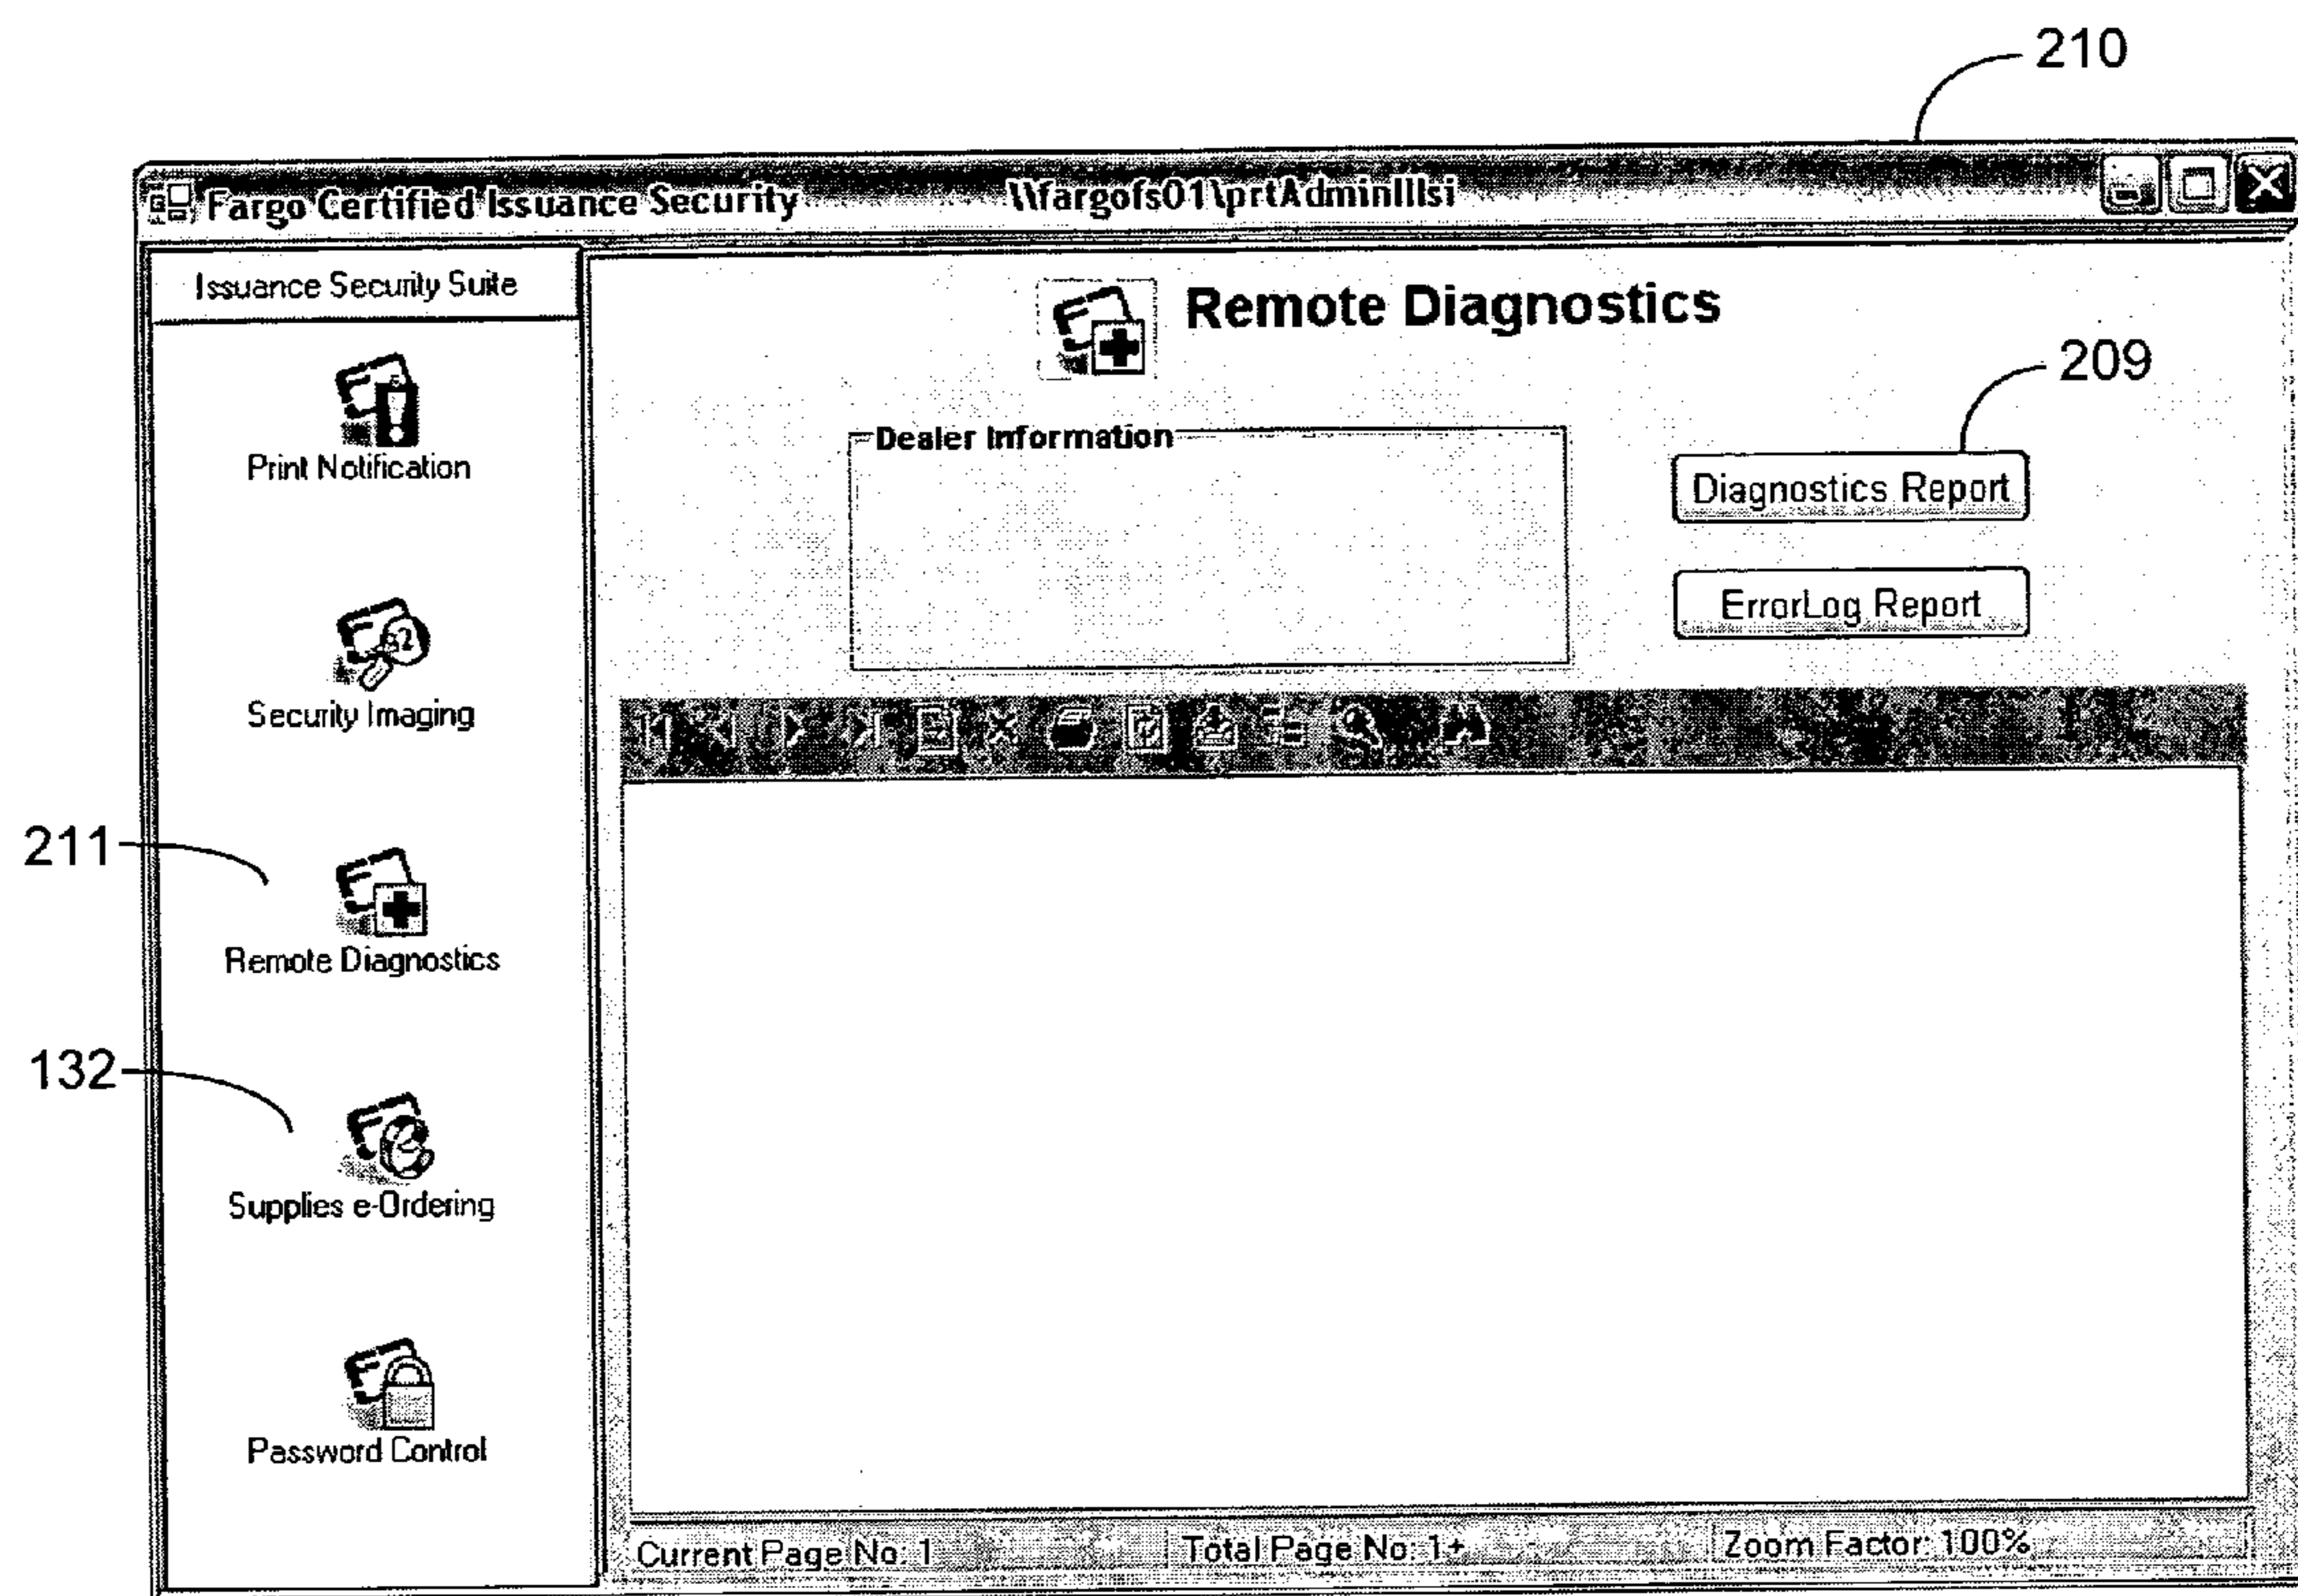 210
Fargo Certified Issuance Security \\fargofs01\prtAdminIIIsi
Issuance Security Suite
Remote Diagnostics
209
Print Notification
Dealer Information
Diagnostics Report
ErrorLog Report
Security Imaging
211
Remote Diagnostics
132
Supplies e-Ordering
Password Control
Current Page No: 1 Total Page No: 1+ Zoom Factor: 100%